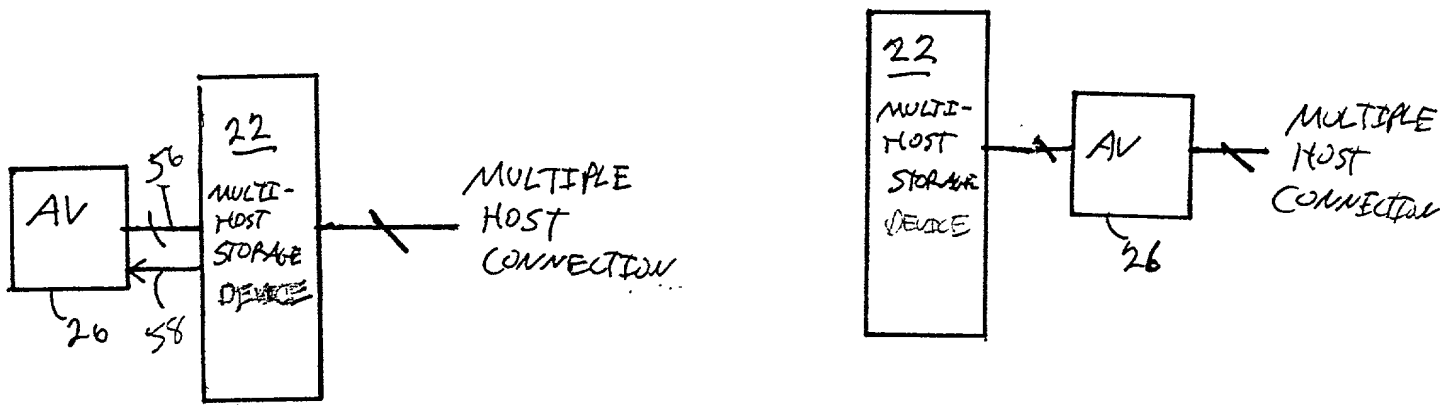 22
MULTI-
HOST
STORAGE
DEVICE
AV
56
58
26
MULTIPLE
HOST
CONNECTION
22
MULTI-
HOST
STORAGE
DEVICE
AV
26
MULTIPLE
HOST
CONNECTION